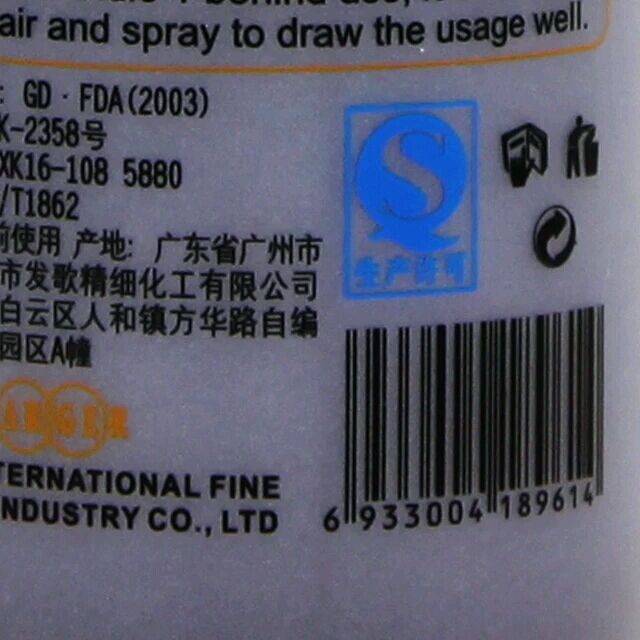 air and spray to draw the usage well.
: GD·FDA(2003)
K-2358号
XK16-108 5880
/T1862
前使用 产地: 广东省广州市
市发歌精细化工有限公司
白云区人和镇方华路自编
园区A幢
生产许可
TERNATIONAL FINE
INDUSTRY CO., LTD
6 933004 189614